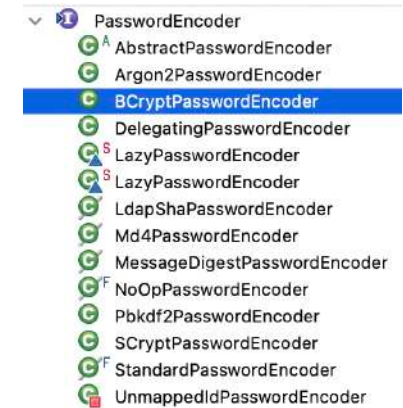 PasswordEncoder
AbstractPasswordEncoder
Argon2PasswordEncoder
BCryptPasswordEncoder
DelegatingPasswordEncoder
LazyPasswordEncoder
LazyPasswordEncoder
LdapShaPasswordEncoder
Md4PasswordEncoder
MessageDigestPasswordEncoder
NoOpPasswordEncoder
Pbkdf2PasswordEncoder
SCryptPasswordEncoder
StandardPasswordEncoder
UnmappedIdPasswordEncoder